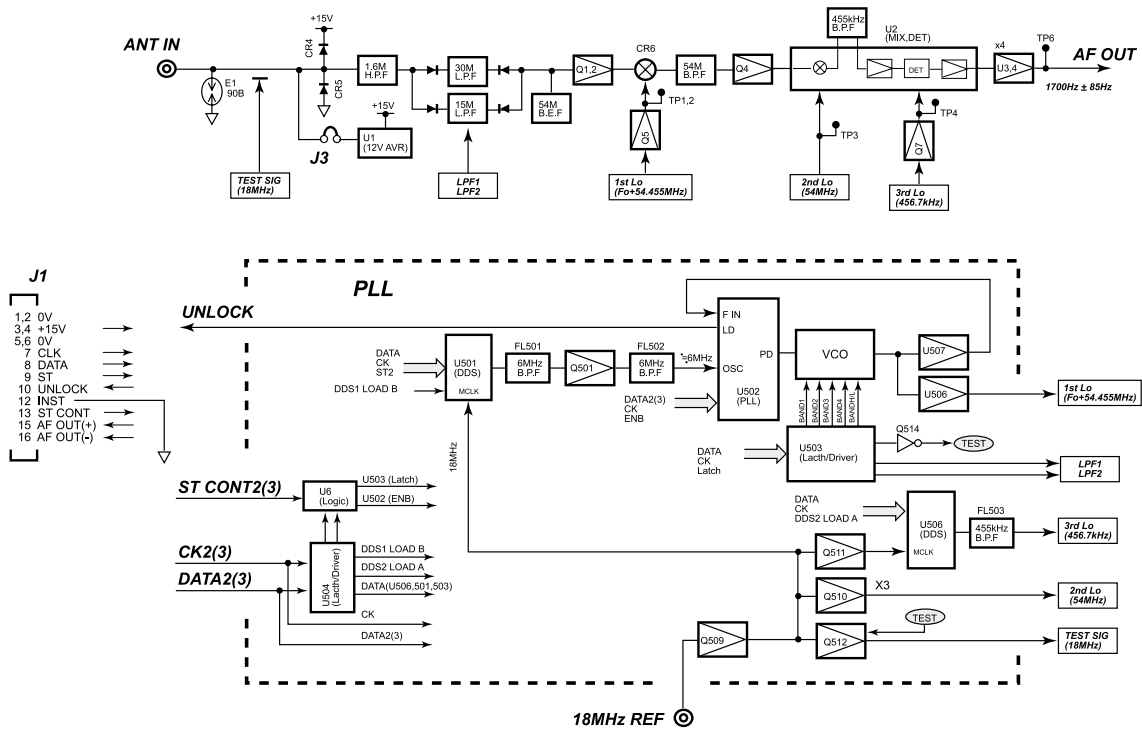 ANT IN
+15V
CR4
CR5
E1
90B
1.6M
H.P.F
30M
L.P.F
15M
L.P.F
54M
B.E.F
Q1,2
CR6
54M
B.P.F
Q4
455kHz
B.P.F
U2
(MIX,DET)
DET
x4
U3,4
TP6
AF OUT
1700Hz ± 85Hz
+15V
U1
(12V AVR)
J3
TP1,2
Q5
TP3
TP4
Q7
TEST SIG
(18MHz)
LPF1
LPF2
1st Lo
(Fo+54.455MHz)
2nd Lo
(54MHz)
3rd Lo
(456.7kHz)
J1
1,2 0V
3,4 +15V
5,6 0V
7 CLK
8 DATA
9 ST
10 UNLOCK
12 INST
13 ST CONT
15 AF OUT(+)
16 AF OUT(-)
PLL
UNLOCK
DATA
CK
ST2
DDS1 LOAD B
U501
(DDS)
MCLK
FL501
6MHz
B.P.F
Q501
FL502
6MHz
B.P.F
≒6MHz
F IN
LD
PD
OSC
U502
(PLL)
DATA2(3)
CK
ENB
VCO
U507
U506
1st Lo
(Fo+54.455MHz)
BAND1
BAND2
BAND3
BAND4
BANDH/L
DATA
CK
Latch
U503
(Lacth/Driver)
Q514
TEST
LPF1
LPF2
18MHz
ST CONT2(3)
U6
(Logic)
U503 (Latch)
U502 (ENB)
CK2(3)
DATA2(3)
U504
(Lacth/Driver)
DDS1 LOAD B
DDS2 LOAD A
DATA(U506,501,503)
CK
DATA2(3)
DATA
CK
DDS2 LOAD A
U506
(DDS)
MCLK
FL503
455kHz
B.P.F
3rd Lo
(456.7kHz)
Q511
Q510
X3
2nd Lo
(54MHz)
TEST
Q509
Q512
TEST SIG
(18MHz)
18MHz REF